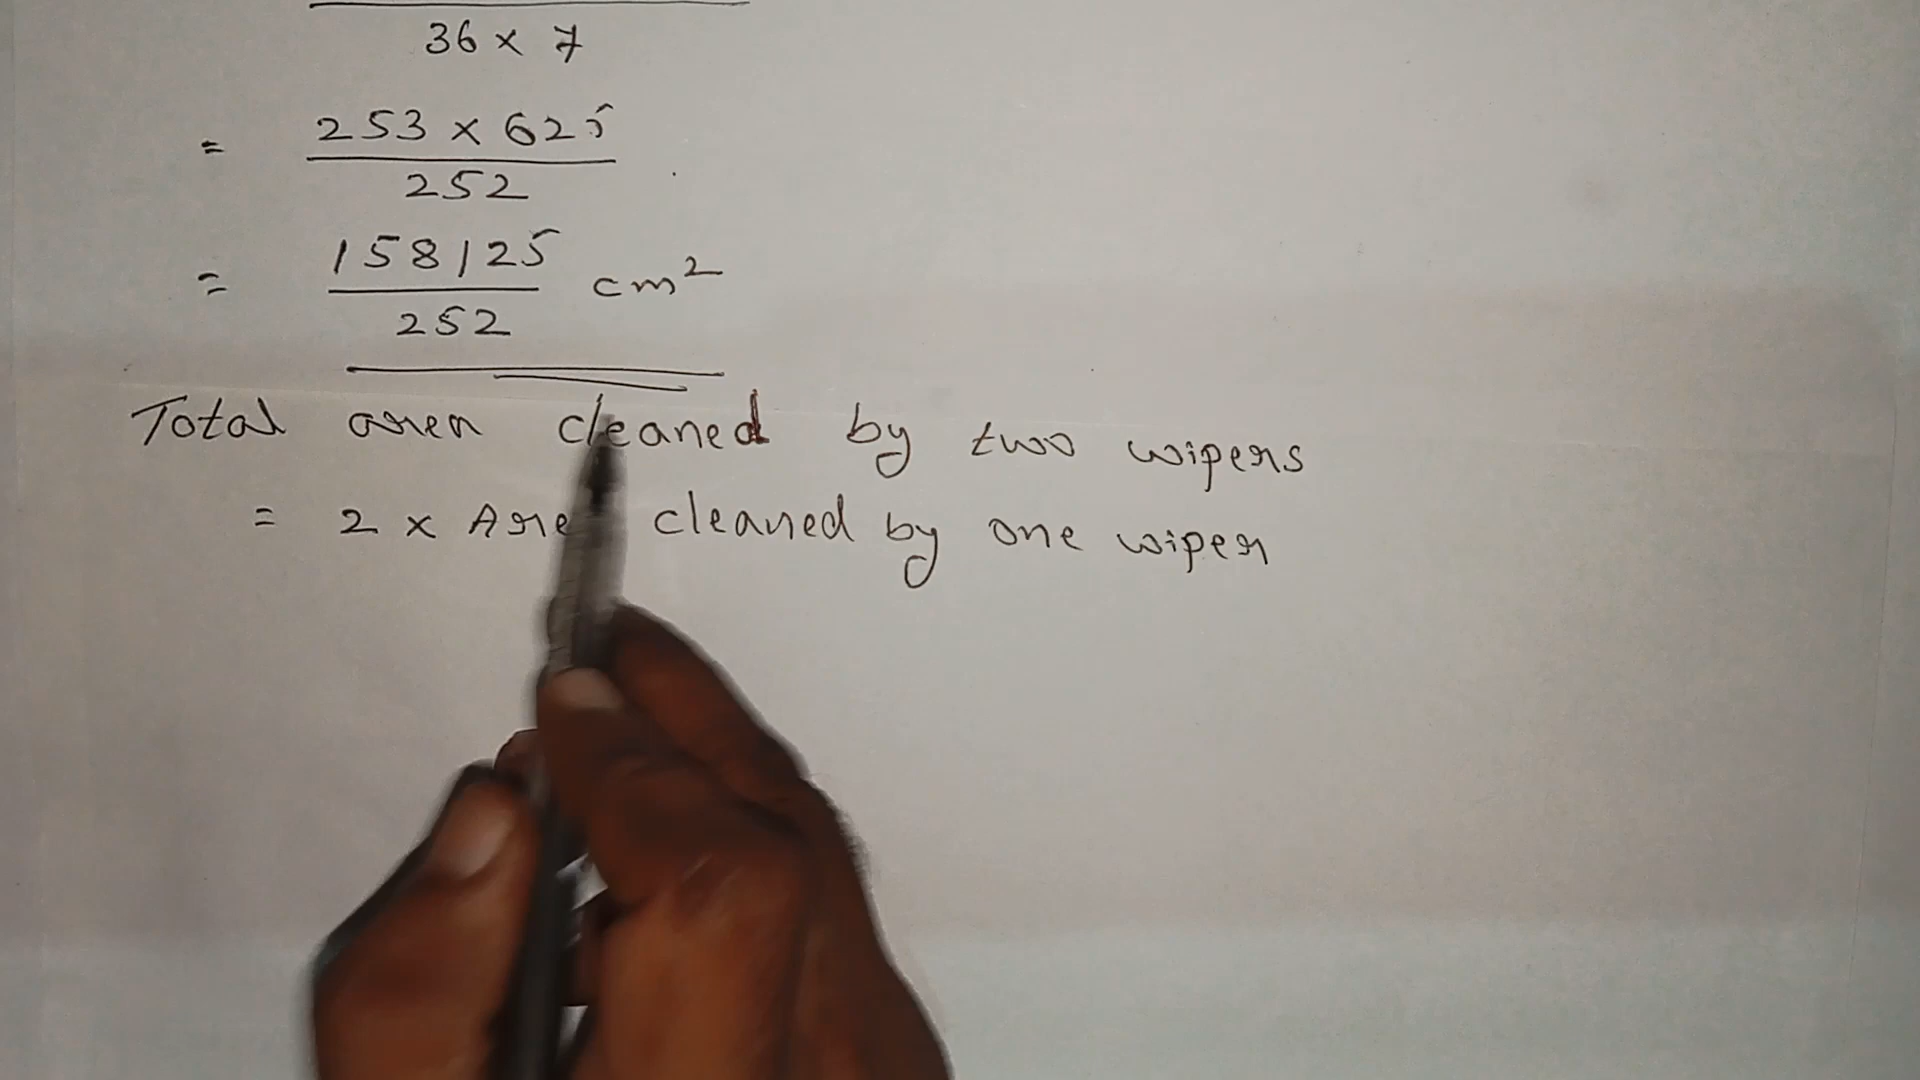 36 × 7
= 253 × 625
252
= 158125 cm²
252
Total area cleaned by two wipers
= 2 × Area cleaned by one wiper